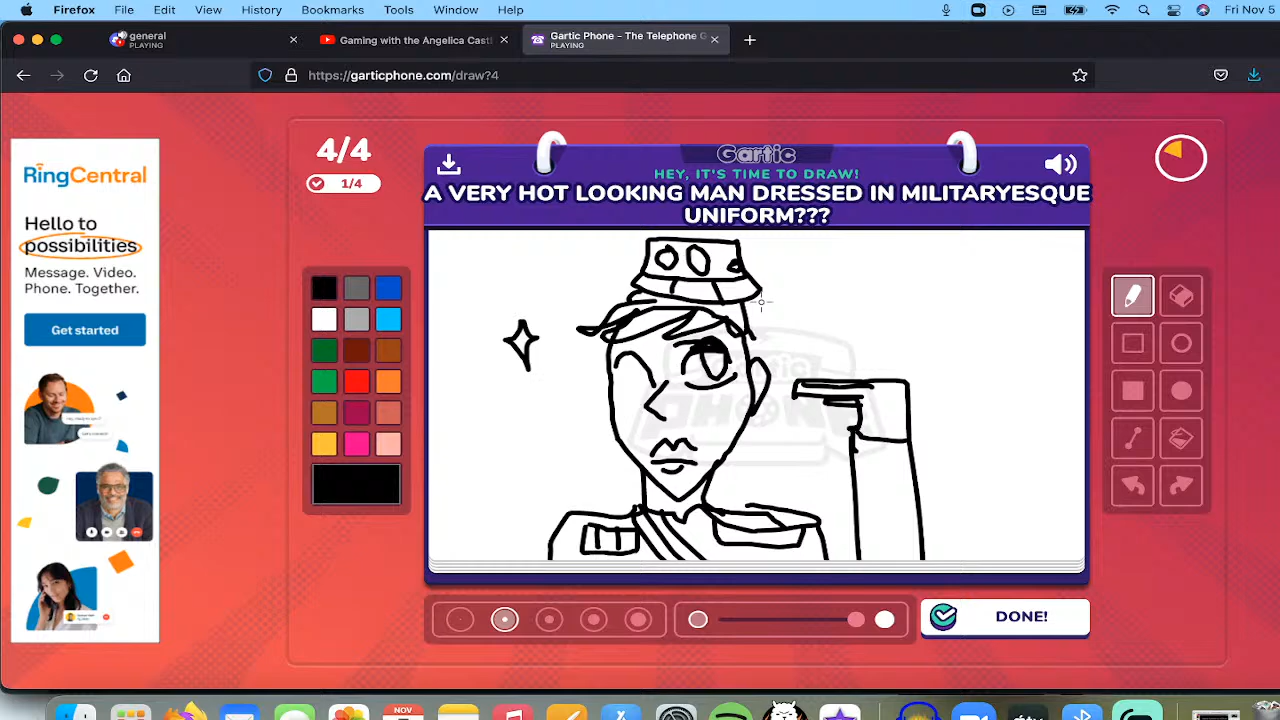 Firefox File Edit View History Bookmarks Tools Window Help Fri Nov 5
general
PLAYING
Gaming with the Angelica Castl
Gartic Phone – The Telephone G
PLAYING
https://garticphone.com/draw?4
RingCentral
Hello to
possibilities
Message. Video.
Phone. Together.
Get started
4/4
1/4
Gartic
HEY, IT'S TIME TO DRAW!
A VERY HOT LOOKING MAN DRESSED IN MILITARYESQUE
UNIFORM???
DONE!
NOV